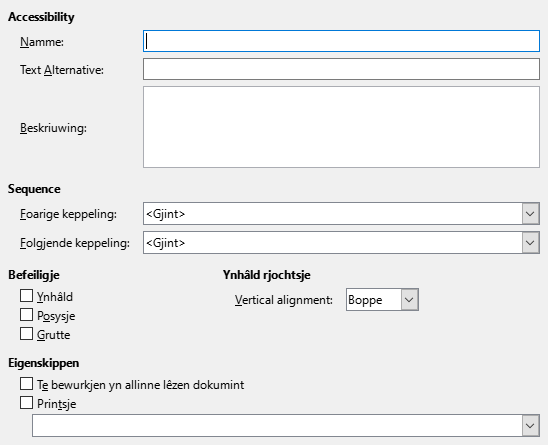 Accessibility
Namme:
Text Alternative:
Beskriuwing:
Sequence
Foarige keppeling: <Gjint>
Folgjende keppeling: <Gjint>
Befeiligje Ynhâld rjochtsje
Ynhâld Vertical alignment: Boppe
Posysje
Grutte
Eigenskippen
Te bewurkjen yn allinne lêzen dokumint
Printsje